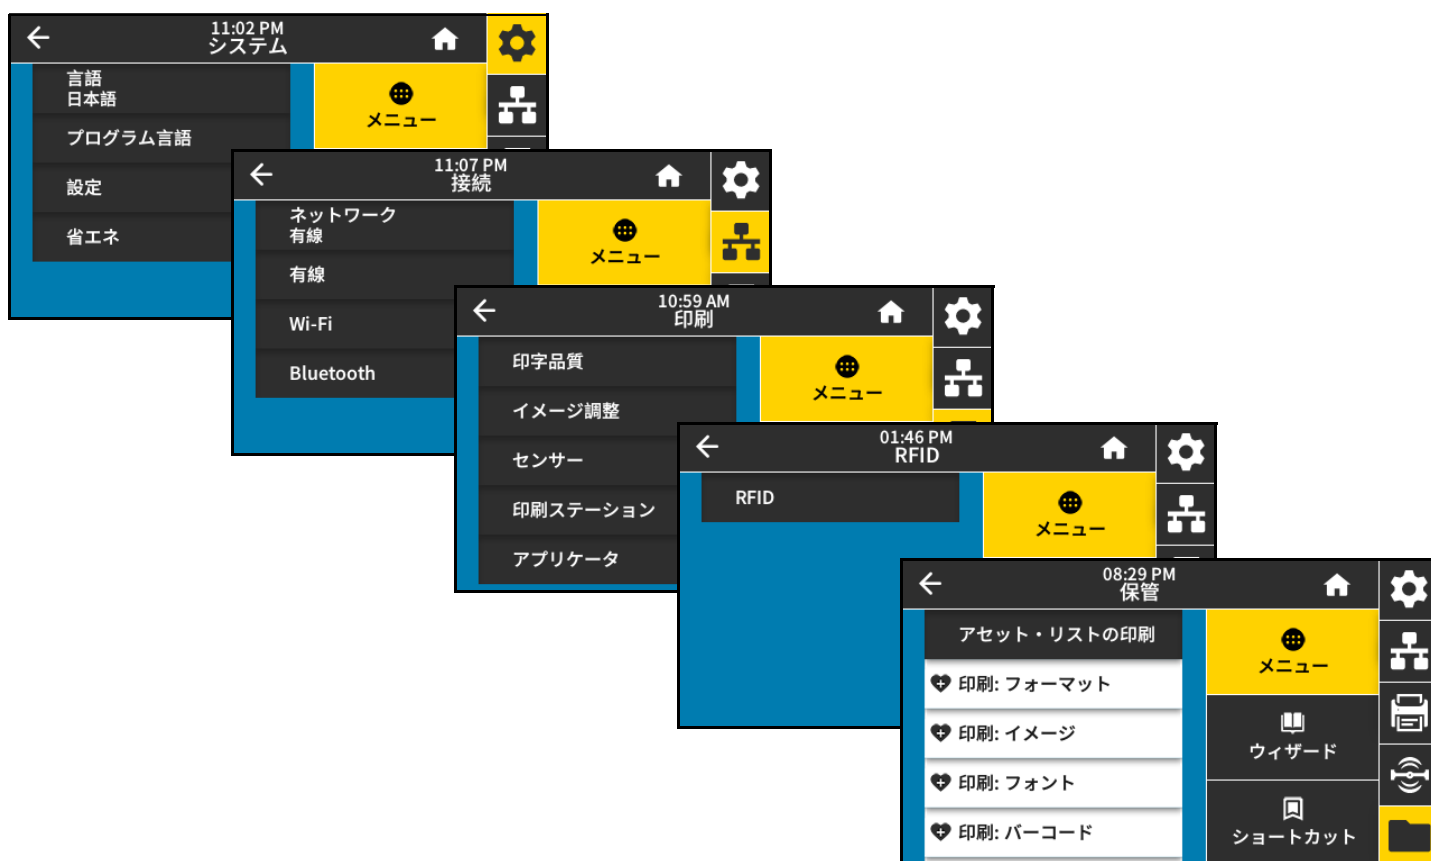 11:02 PM
システム
言語
日本語
プログラム言語
設定
省エネ
メニュー
11:07 PM
接続
ネットワーク
有線
有線
Wi-Fi
Bluetooth
メニュー
10:59 AM
印刷
印字品質
イメージ調整
センサー
印刷ステーション
アプリケータ
メニュー
01:46 PM
RFID
RFID
メニュー
08:29 PM
保管
アセット・リストの印刷
印刷: フォーマット
印刷: イメージ
印刷: フォント
印刷: バーコード
メニュー
ウィザード
ショートカット